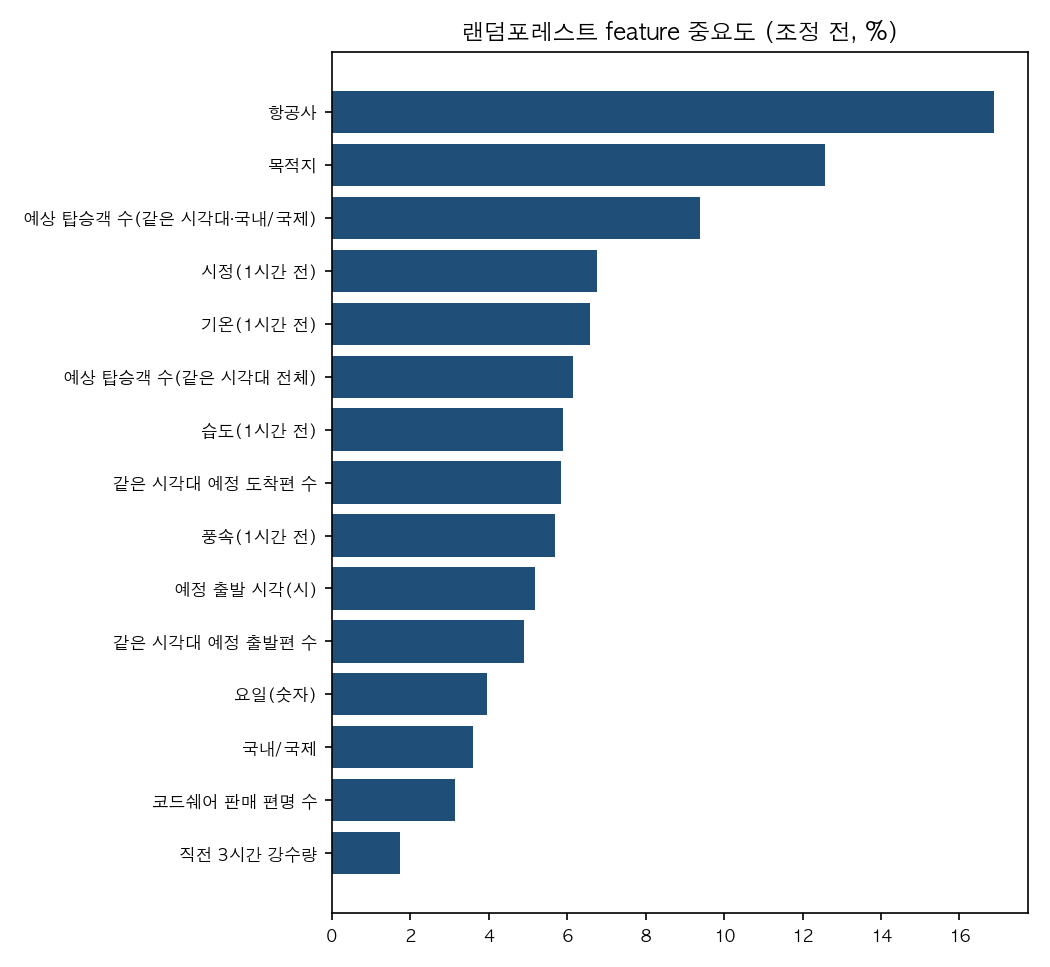 랜덤포레스트 feature 중요도 (조정 전, %)
항공사
목적지
예상 탑승객 수(같은 시각대·국내/국제)
시정(1시간 전)
기온(1시간 전)
예상 탑승객 수(같은 시각대 전체)
습도(1시간 전)
같은 시각대 예정 도착편 수
풍속(1시간 전)
예정 출발 시각(시)
같은 시각대 예정 출발편 수
요일(숫자)
국내/국제
코드쉐어 판매 편명 수
직전 3시간 강수량
0 2 4 6 8 10 12 14 16